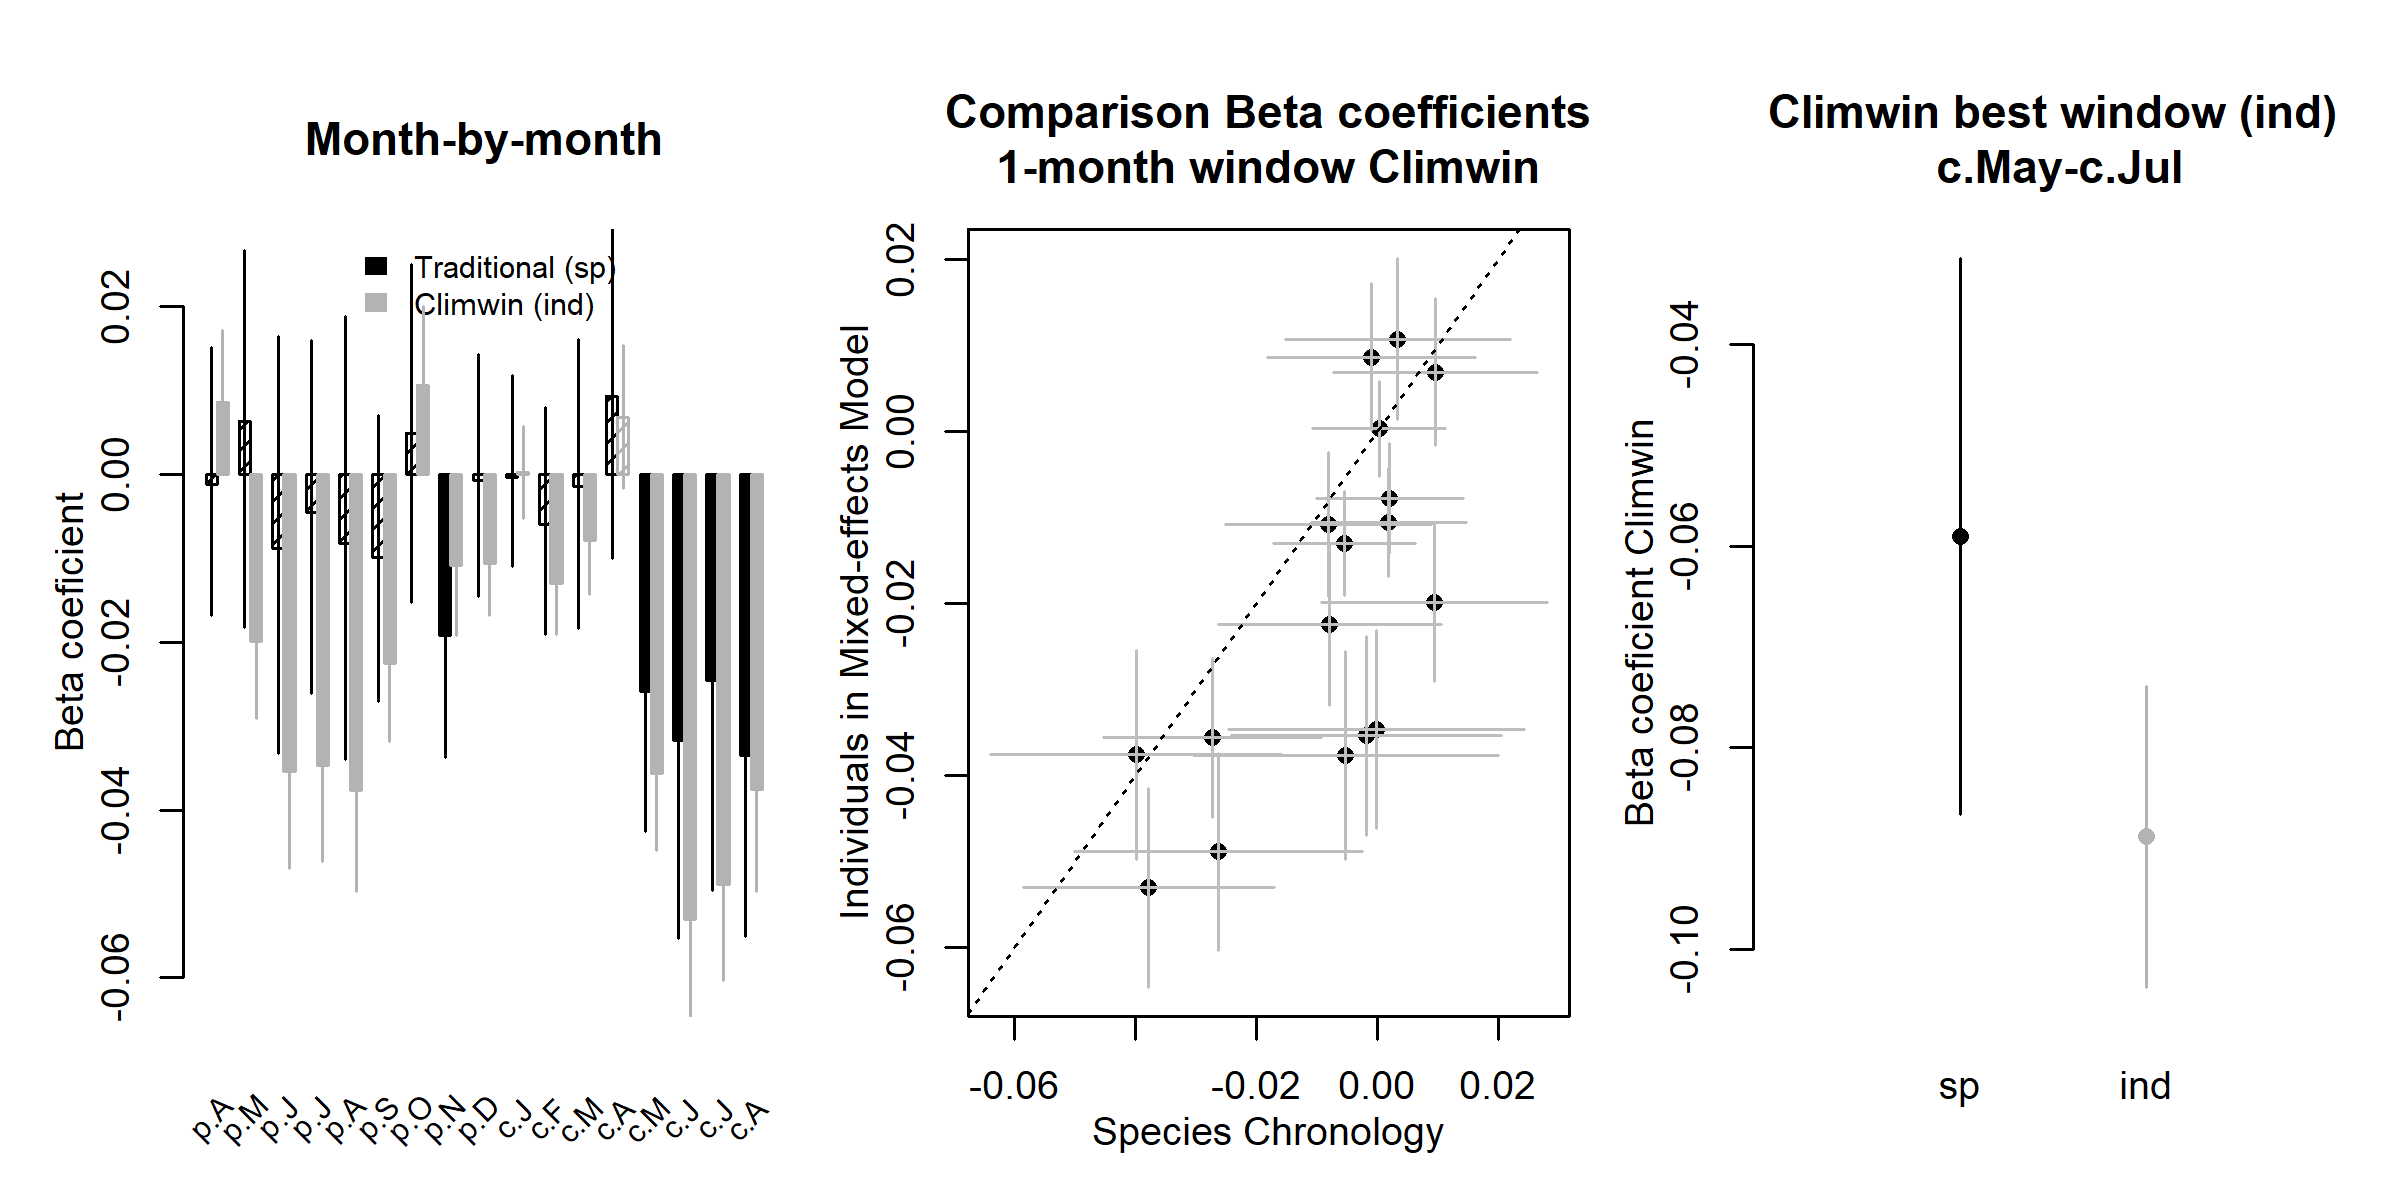 Month-by-month
Traditional (sp)
Climwin (ind)
Beta coeficient
0.02
0.00
-0.02
-0.04
-0.06
p.A
p.M
p.J
p.J
p.A
p.S
p.O
p.N
p.D
c.J
c.F
c.M
c.A
c.M
c.J
c.J
c.A
Comparison Beta coefficients
1-month window Climwin
Individuals in Mixed-effects Model
0.02
0.00
-0.02
-0.04
-0.06
-0.06
-0.02
0.00
0.02
Species Chronology
Climwin best window (ind)
c.May-c.Jul
Beta coeficient Climwin
-0.04
-0.06
-0.08
-0.10
sp
ind